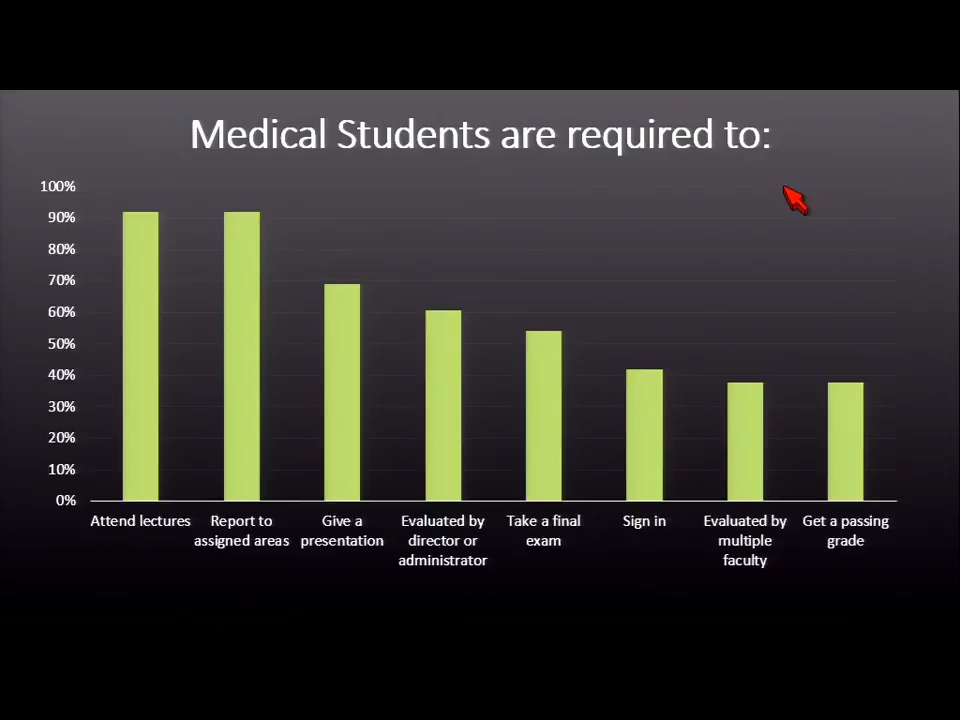 Medical Students are required to:
100%
90%
80%
70%
60%
50%
40%
30%
20%
10%
0%
Attend lectures
Report to
assigned areas
Give a
presentation
Evaluated by
director or
administrator
Take a final
exam
Sign in
Evaluated by
multiple
faculty
Get a passing
grade